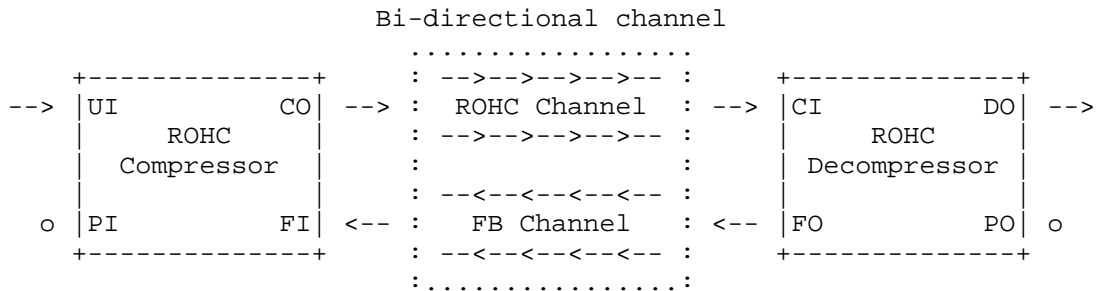 Bi-directional channel
..................
+--------------+ : -->-->-->-->-- : +--------------+
--> |UI CO| --> : ROHC Channel : --> |CI DO| -->
| ROHC | : -->-->-->-->-- : | ROHC |
| Compressor | : : | Decompressor |
| | : --<--<--<--<-- : | |
o |PI FI| <-- : FB Channel : <-- |FO PO| o
+--------------+ : --<--<--<--<-- : +--------------+
:................: